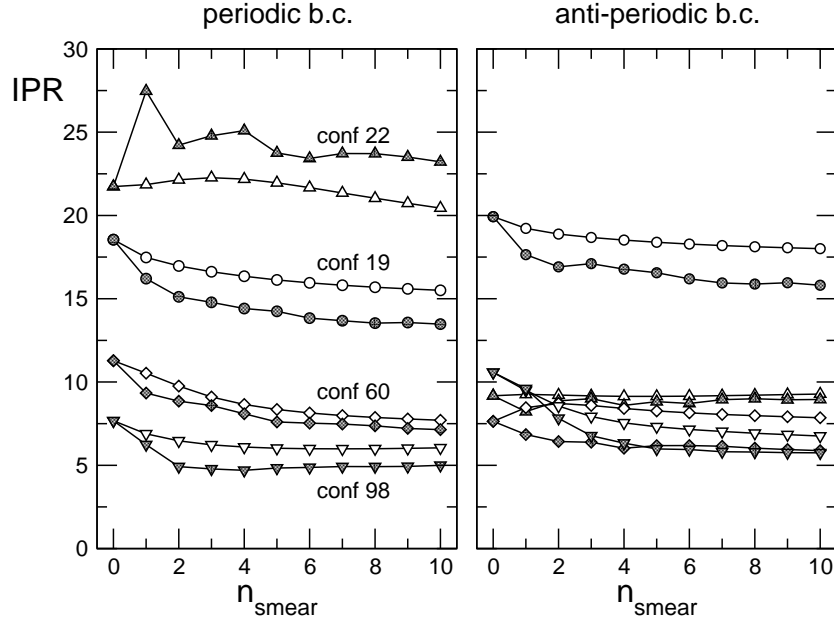 periodic b.c.
anti-periodic b.c.
IPR
30
25
20
15
10
5
0
conf 22
conf 19
conf 60
conf 98
0 2 4 6 8 10
0 2 4 6 8 10
n_smear
n_smear